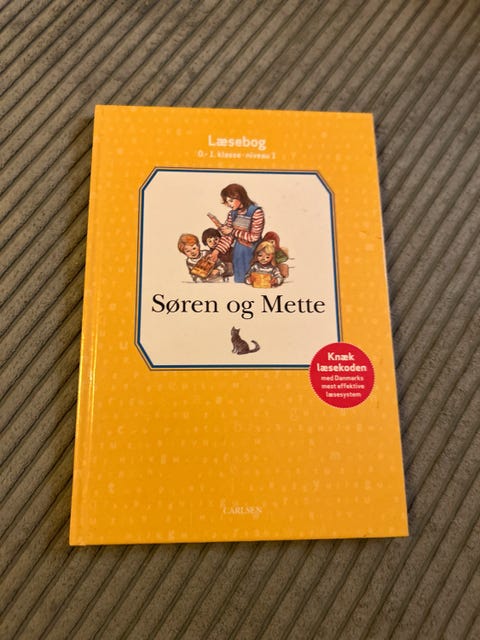 Læsebog
0.- 1. klasse · niveau 1
Søren og Mette
Knæk
læsekoden
med Danmarks
mest effektive
læsesystem
CARLSEN